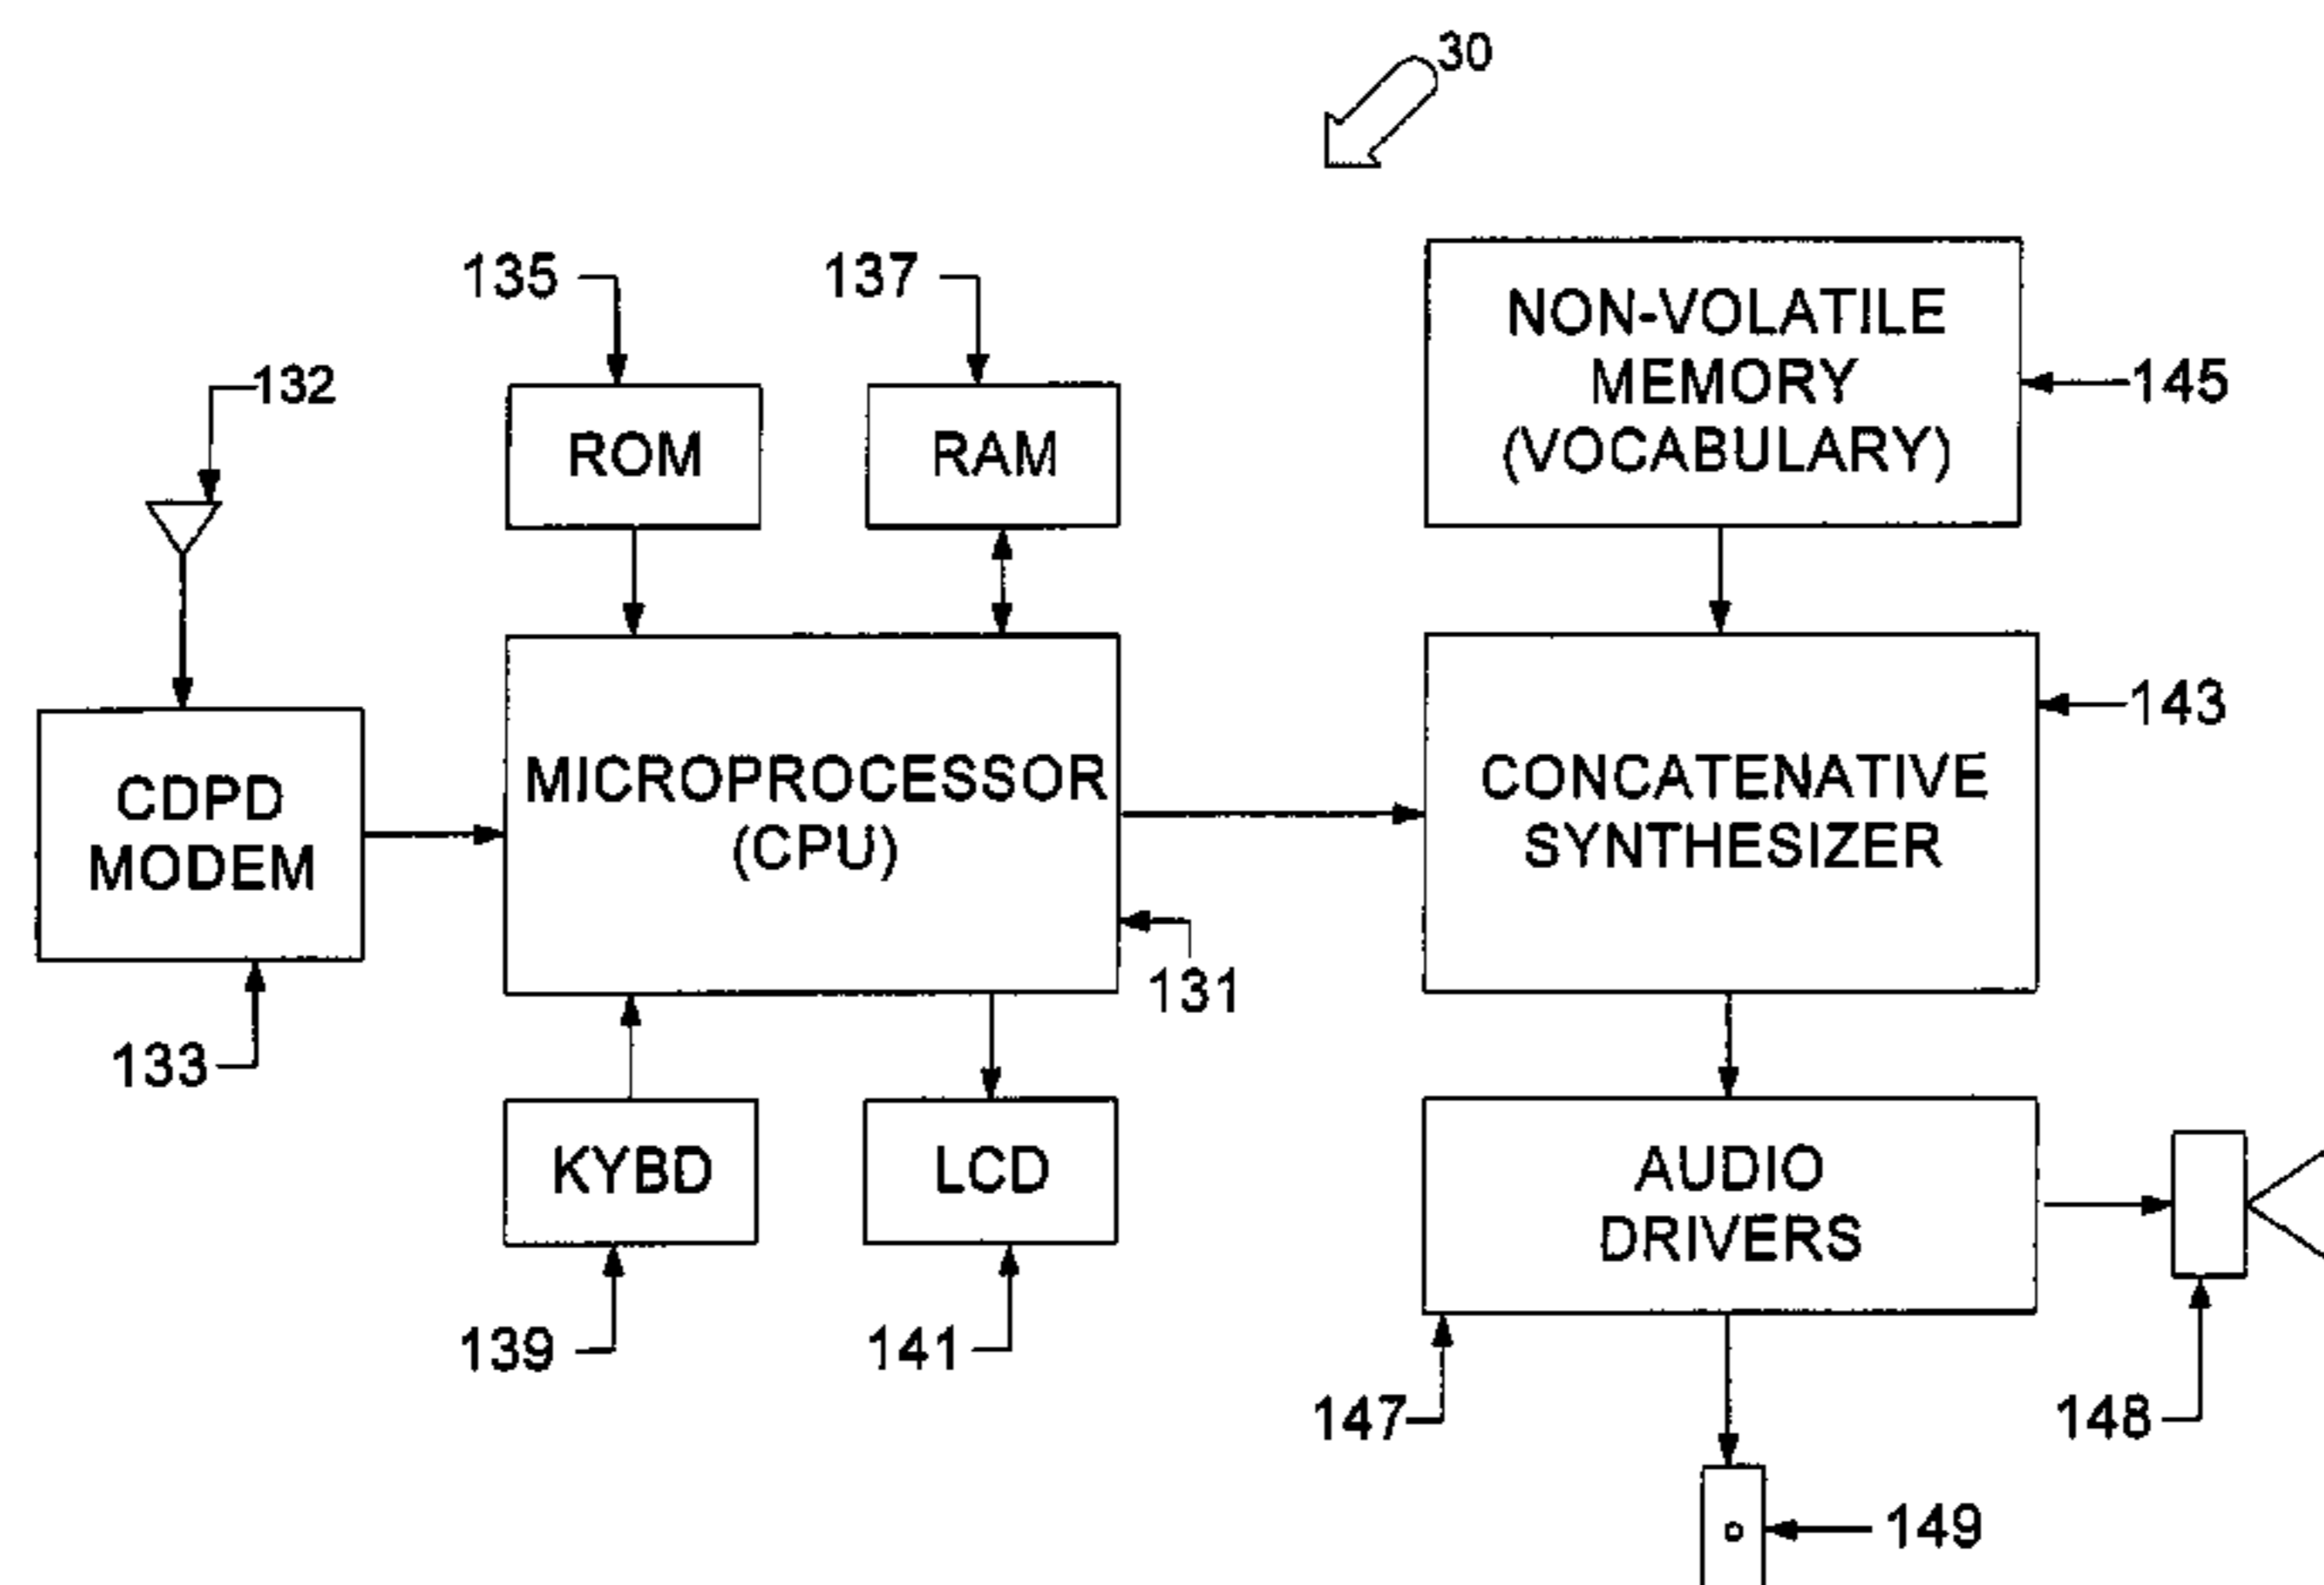 30
135
137
132
NON-VOLATILE
MEMORY
(VOCABULARY)
145
ROM
RAM
143
CDPD
MODEM
MICROPROCESSOR
(CPU)
CONCATENATIVE
SYNTHESIZER
131
133
KYBD
LCD
AUDIO
DRIVERS
139
141
147
148
149